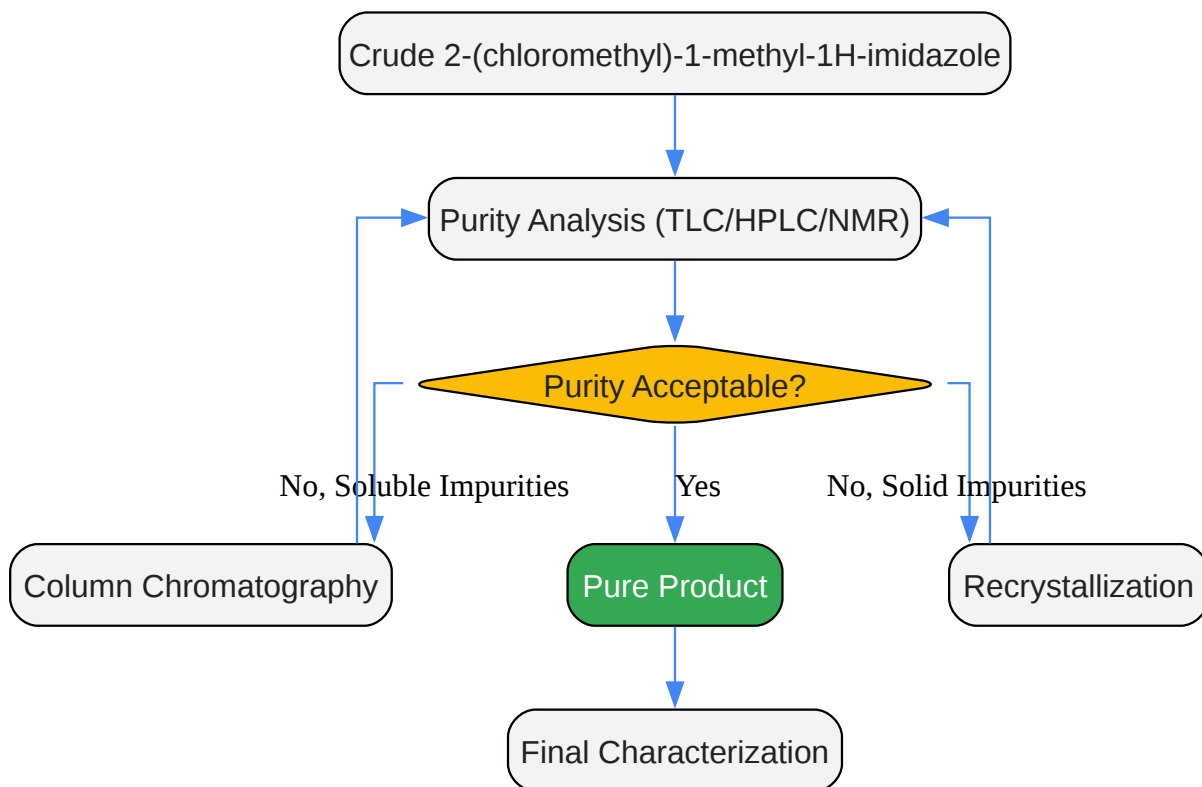 Crude 2-(chloromethyl)-1-methyl-1H-imidazole
Purity Analysis (TLC/HPLC/NMR)
Purity Acceptable?
No, Soluble Impurities
Yes
No, Solid Impurities
Column Chromatography
Pure Product
Recrystallization
Final Characterization